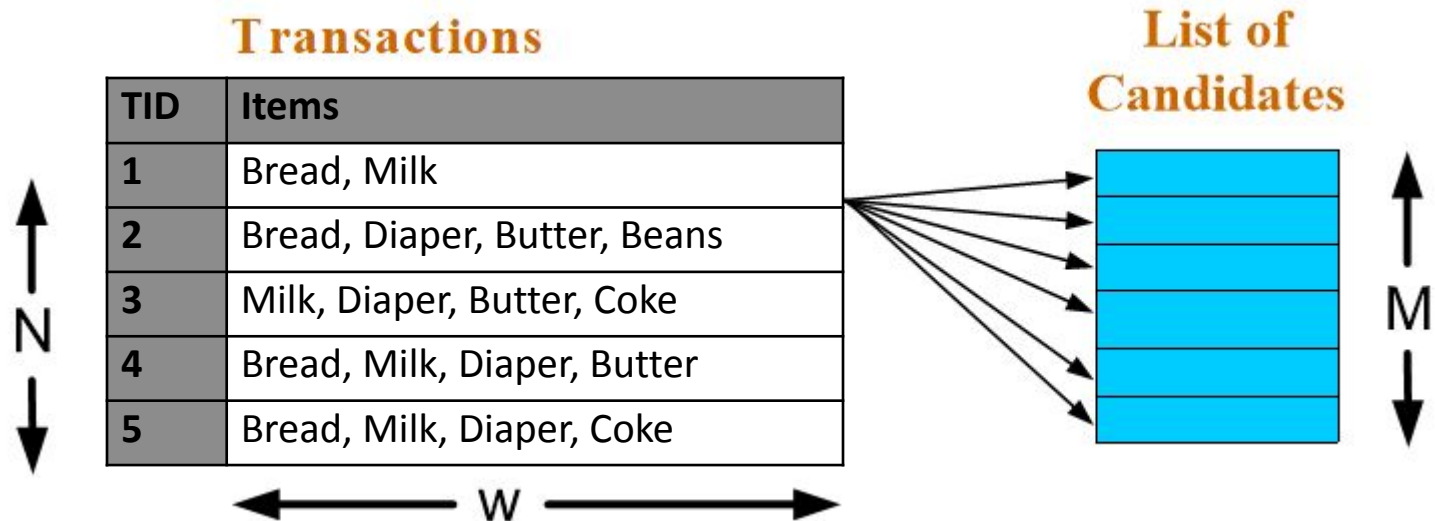 Transactions
List of
Candidates
TID Items
1 Bread, Milk
2 Bread, Diaper, Butter, Beans
3 Milk, Diaper, Butter, Coke
4 Bread, Milk, Diaper, Butter
5 Bread, Milk, Diaper, Coke
N
M
W